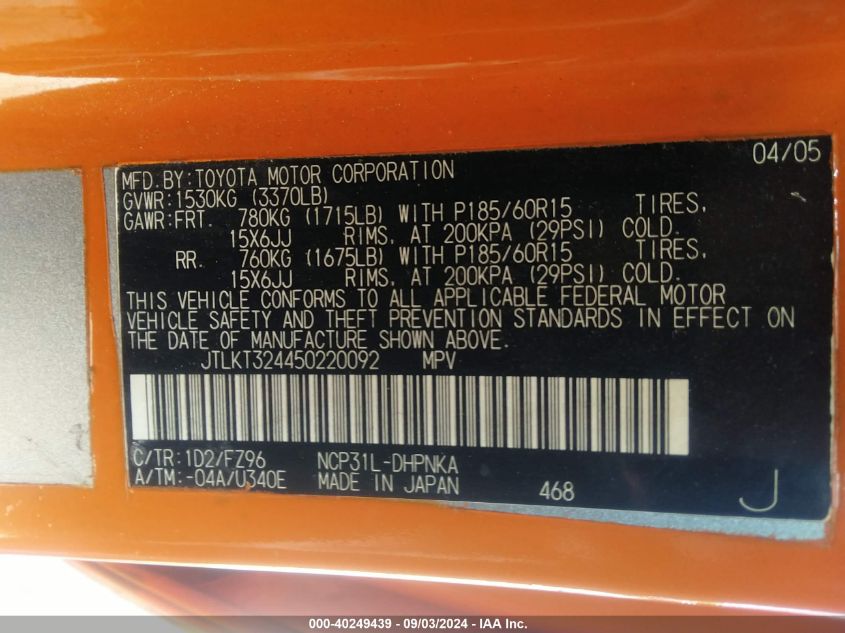 04/05
MFD.BY:TOYOTA MOTOR CORPORATION
GVWR:1530KG (3370LB)
GAWR:FRT. 780KG (1715LB) WITH P185/60R15 TIRES,
15X6JJ RIMS, AT 200KPA (29PSI) COLD.
RR. 760KG (1675LB) WITH P185/60R15 TIRES,
15X6JJ RIMS, AT 200KPA (29PSI) COLD.
THIS VEHICLE CONFORMS TO ALL APPLICABLE FEDERAL MOTOR
VEHICLE SAFETY AND THEFT PREVENTION STANDARDS IN EFFECT ON
THE DATE OF MANUFACTURE SHOWN ABOVE.
JTLKT324450220092 MPV
C/TR:1D2/FZ96 NCP31L-DHPNKA
A/TM:-04A/U340E MADE IN JAPAN 468 J
000-40249439 - 09/03/2024 - IAA Inc.